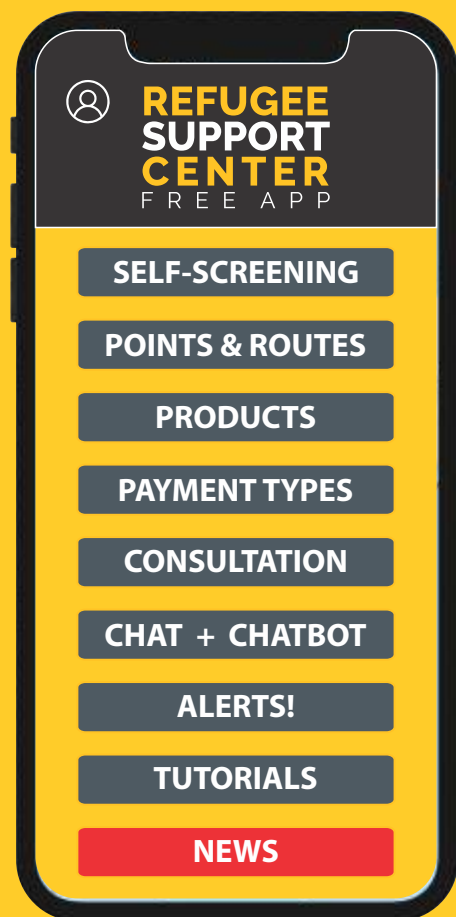 REFUGEE
SUPPORT
CENTER
FREE APP
SELF-SCREENING
POINTS & ROUTES
PRODUCTS
PAYMENT TYPES
CONSULTATION
CHAT + CHATBOT
ALERTS!
TUTORIALS
NEWS